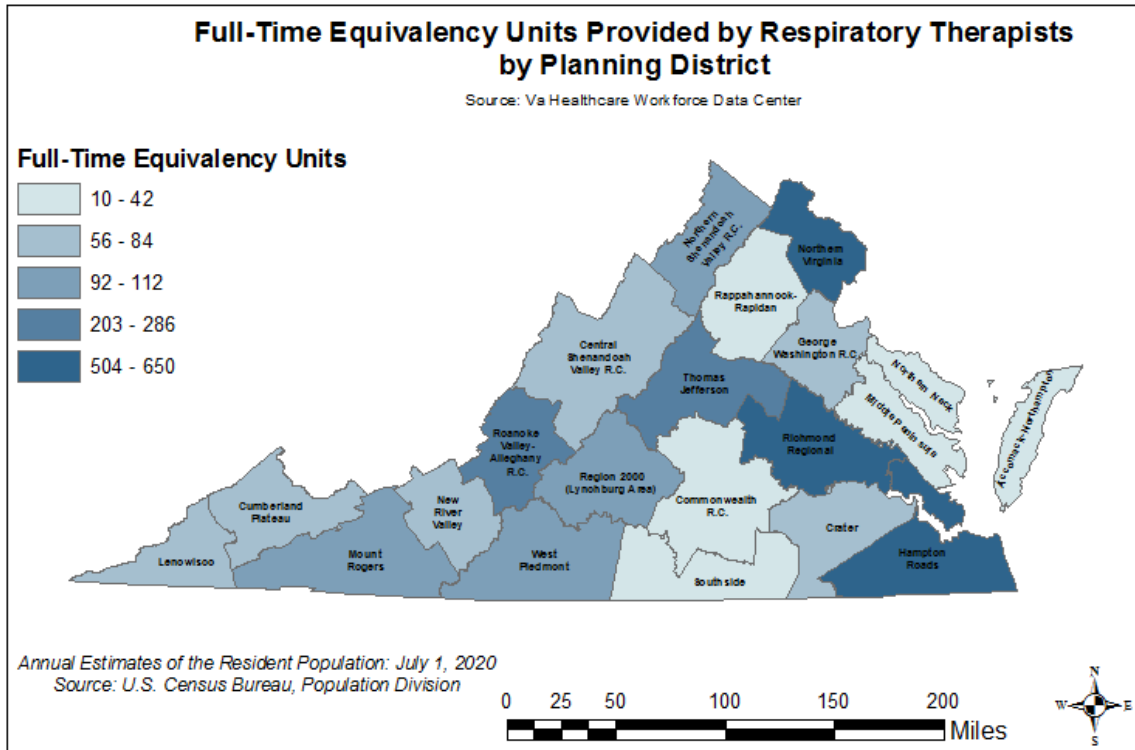 Full-Time Equivalency Units Provided by Respiratory Therapists
by Planning District
Source: Va Healthcare Workforce Data Center
Full-Time Equivalency Units
10 - 42
56 - 84
92 - 112
203 - 286
504 - 650
Northern
Shenandoah
Valley R.C.
Northern
Virginia
Rappahannook-
Rapidan
Central
Shenandoah
Valley R.C.
George
Washington R.C.
Northern Neck
Thomas
Jefferson
Middle Peninsula
Accomack-Northampton
Roanoke
Valley-
Alleghany
R.C.
Richmond
Regional
Region 2000
(Lynohburg Area)
Commonwealth
R.C.
New
River
Valley
Cumberland
Plateau
Crater
Lenowisoo
Mount
Rogers
West
Piedmont
Southside
Hampton
Roads
Annual Estimates of the Resident Population: July 1, 2020
Source: U.S. Census Bureau, Population Division
0 25 50 100 150 200
Miles
N
W E
S